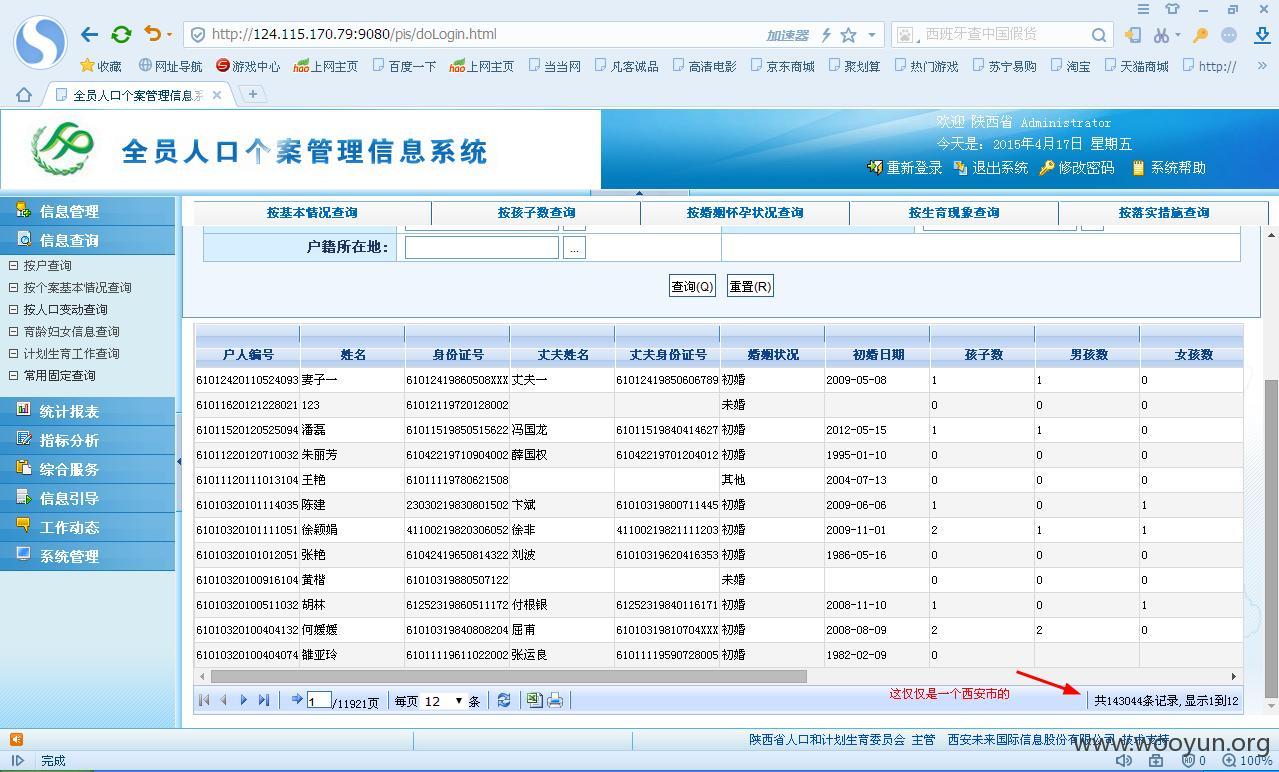 http://124.115.170.79:9080/pis/doLogin.html 加速器 西班牙查中国假货
收藏 网址导航 游戏中心 hao上网主页 百度一下 hao上网主页 当当网 凡客诚品 高清电影 京东商城 聚划算 热门游戏 苏宁易购 淘宝 天猫商城 http://
全员人口个案管理信息系
全员人口个案管理信息系统
欢迎 陕西省 Administrator
今天是: 2015年4月17日 星期五
重新登录 退出系统 修改密码 系统帮助
信息管理
信息查询
按户查询
按个案基本情况查询
按人口变动查询
育龄妇女信息查询
计划生育工作查询
常用固定查询
统计报表
指标分析
综合服务
信息引导
工作动态
系统管理
按基本情况查询 按孩子数查询 按婚姻怀孕状况查询 按生育现象查询 按落实措施查询
户籍所在地: ...
查询(Q) 重置(R)
户人编号 姓名 身份证号 丈夫姓名 丈夫身份证号 婚姻状况 初婚日期 孩子数 男孩数 女孩数
61012420110524093 妻子一 61012419860508XXX 丈夫一 61012419850606789 初婚 2009-05-08 1 1 0
61011620121228021 123 61012119720128002 未婚 0 0 0
61011520120525094 潘磊 61011519850515622 冯国龙 61011519840414527 初婚 2012-05-15 1 1 0
61011220120710032 朱丽芳 61042219710904002 薛国权 61042219701204012 初婚 1995-01-10 0 0 0
61011120111013104 王艳 61011119780621508 其他 2004-07-13 0 0 0
61010320101114035 陈建 23030219830801502 卞斌 61010319800711445 初婚 2009-06-06 1 0 1
61010320101111051 徐颖娟 41100219820306052 徐非 41100219821111251 初婚 2009-11-01 2 1 1
61010320101012051 张艳 61042419630814322 刘波 61010319620416363 初婚 1986-05-16 0 0 0
61010320100916104 黄楷 61010319880507122 未婚 0 0 0
61010320100511032 胡林 61252319860511172 付根银 61252319840116171 初婚 2008-11-10 1 0 1
61010320100404132 何媛媛 61010319840808204 屈甫 61010319810704XXX 初婚 2008-08-09 2 2 0
61010320100404074 雒亚玲 61011119611022002 张运良 61011119590728005 初婚 1982-02-09 0
1 /11921页 每页 12 条 这仅仅是一个西安市的 共143044条记录,显示1到12
陕西省人口和计划生育委员会 主管 西安未来国际信息股份有限公司
www.wooyun.org
完成 0 100%